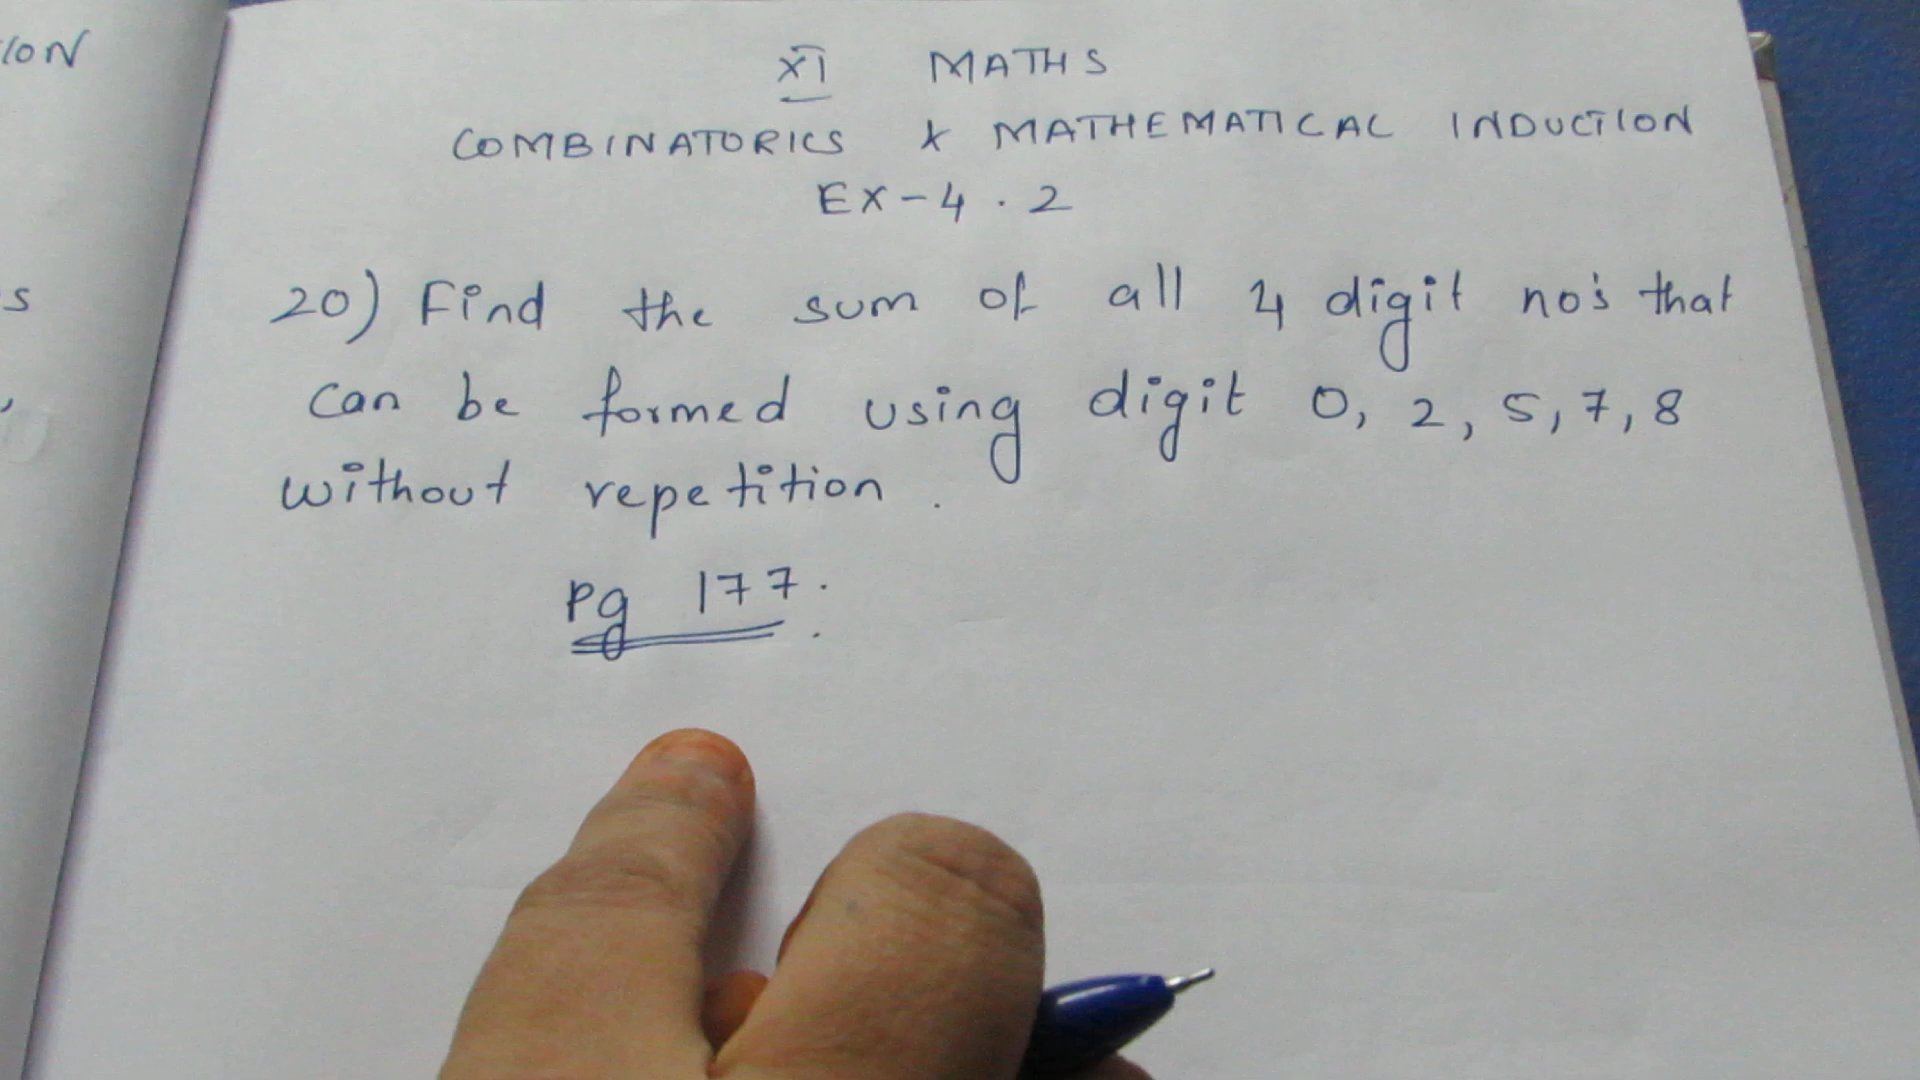 ION
s
,
XI MATHS
COMBINATORICS & MATHEMATICAL INDUCTION
EX-4.2
20) Find the sum of all 4 digit no's that
can be formed using digit 0, 2, 5, 7, 8
without repetition.
Pg 177.